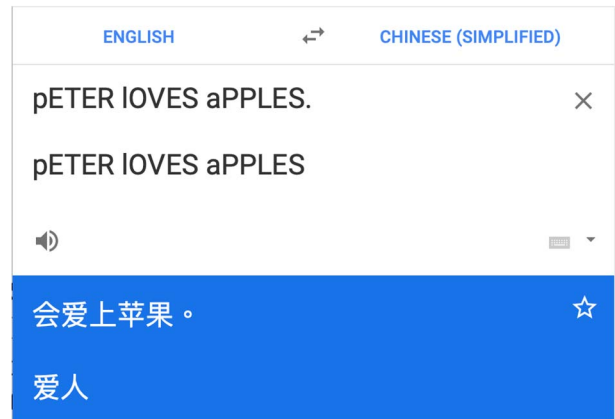 ENGLISH CHINESE (SIMPLIFIED)
pETER lOVES aPPLES.
pETER lOVES aPPLES
会爱上苹果。
爱人